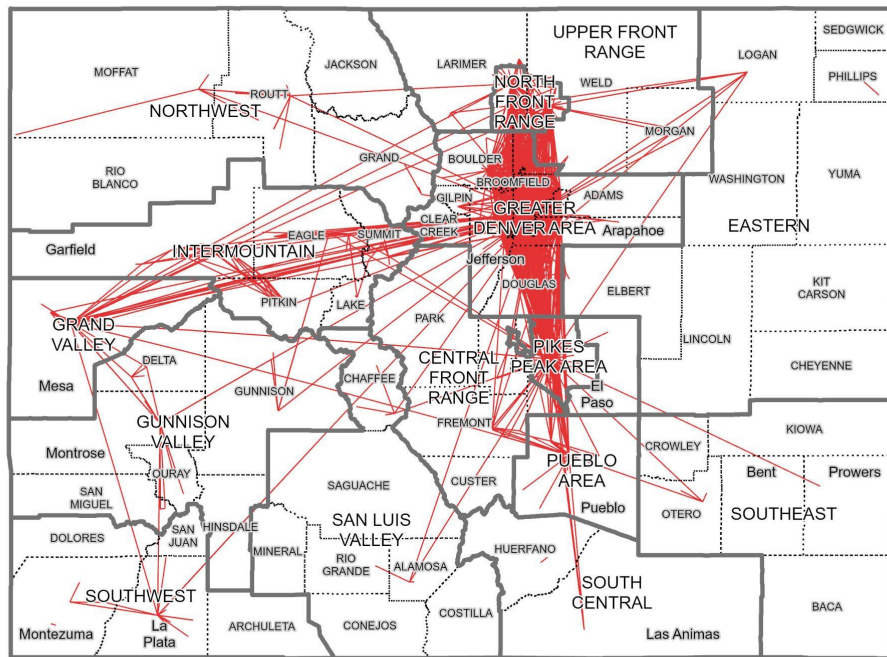 UPPER FRONT
RANGE
SEDGWICK
LOGAN
JACKSON
LARIMER
MOFFAT
PHILLIPS
WELD
NORTH
FRONT
RANGE
ROUTT
NORTHWEST
MORGAN
GRAND
BOULDER
RIO
BLANCO
WASHINGTON
YUMA
BROOMFIELD
ADAMS
GILPIN
GREATER
DENVER AREA
CLEAR
CREEK
EASTERN
Arapahoe
EAGLE
SUMMIT
Garfield
INTERMOUNTAIN
Jefferson
DOUGLAS
ELBERT
KIT
CARSON
PITKIN
LAKE
PARK
GRAND
VALLEY
LINCOLN
PIKES
PEAK AREA
DELTA
CENTRAL
FRONT
RANGE
CHEYENNE
Mesa
GUNNISON
CHAFFEE
El
Paso
GUNNISON
VALLEY
FREMONT
KIOWA
Montrose
CROWLEY
PUEBLO
AREA
OURAY
Bent
Prowers
SAGUACHE
CUSTER
SAN
MIGUEL
Pueblo
OTERO
SOUTHEAST
SAN LUIS
VALLEY
HINSDALE
SAN
JUAN
DOLORES
MINERAL
RIO
GRANDE
ALAMOSA
HUERFANO
SOUTHWEST
SOUTH
CENTRAL
COSTILLA
BACA
Montezuma
La
Plata
ARCHULETA
CONEJOS
Las Animas